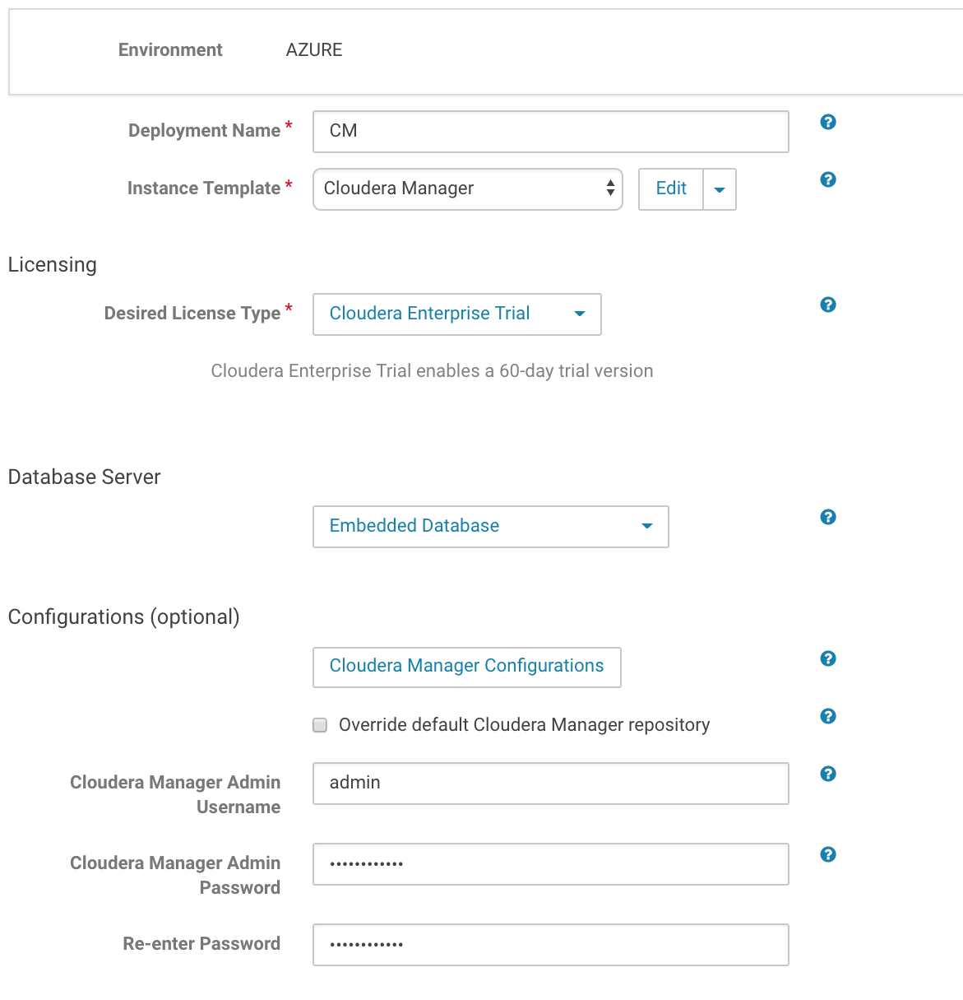 Environment AZURE
Deployment Name * CM
Instance Template * Cloudera Manager Edit
Licensing
Desired License Type * Cloudera Enterprise Trial
Cloudera Enterprise Trial enables a 60-day trial version
Database Server
Embedded Database
Configurations (optional)
Cloudera Manager Configurations
Override default Cloudera Manager repository
Cloudera Manager Admin
Username
admin
Cloudera Manager Admin
Password
••••••••••••
Re-enter Password ••••••••••••